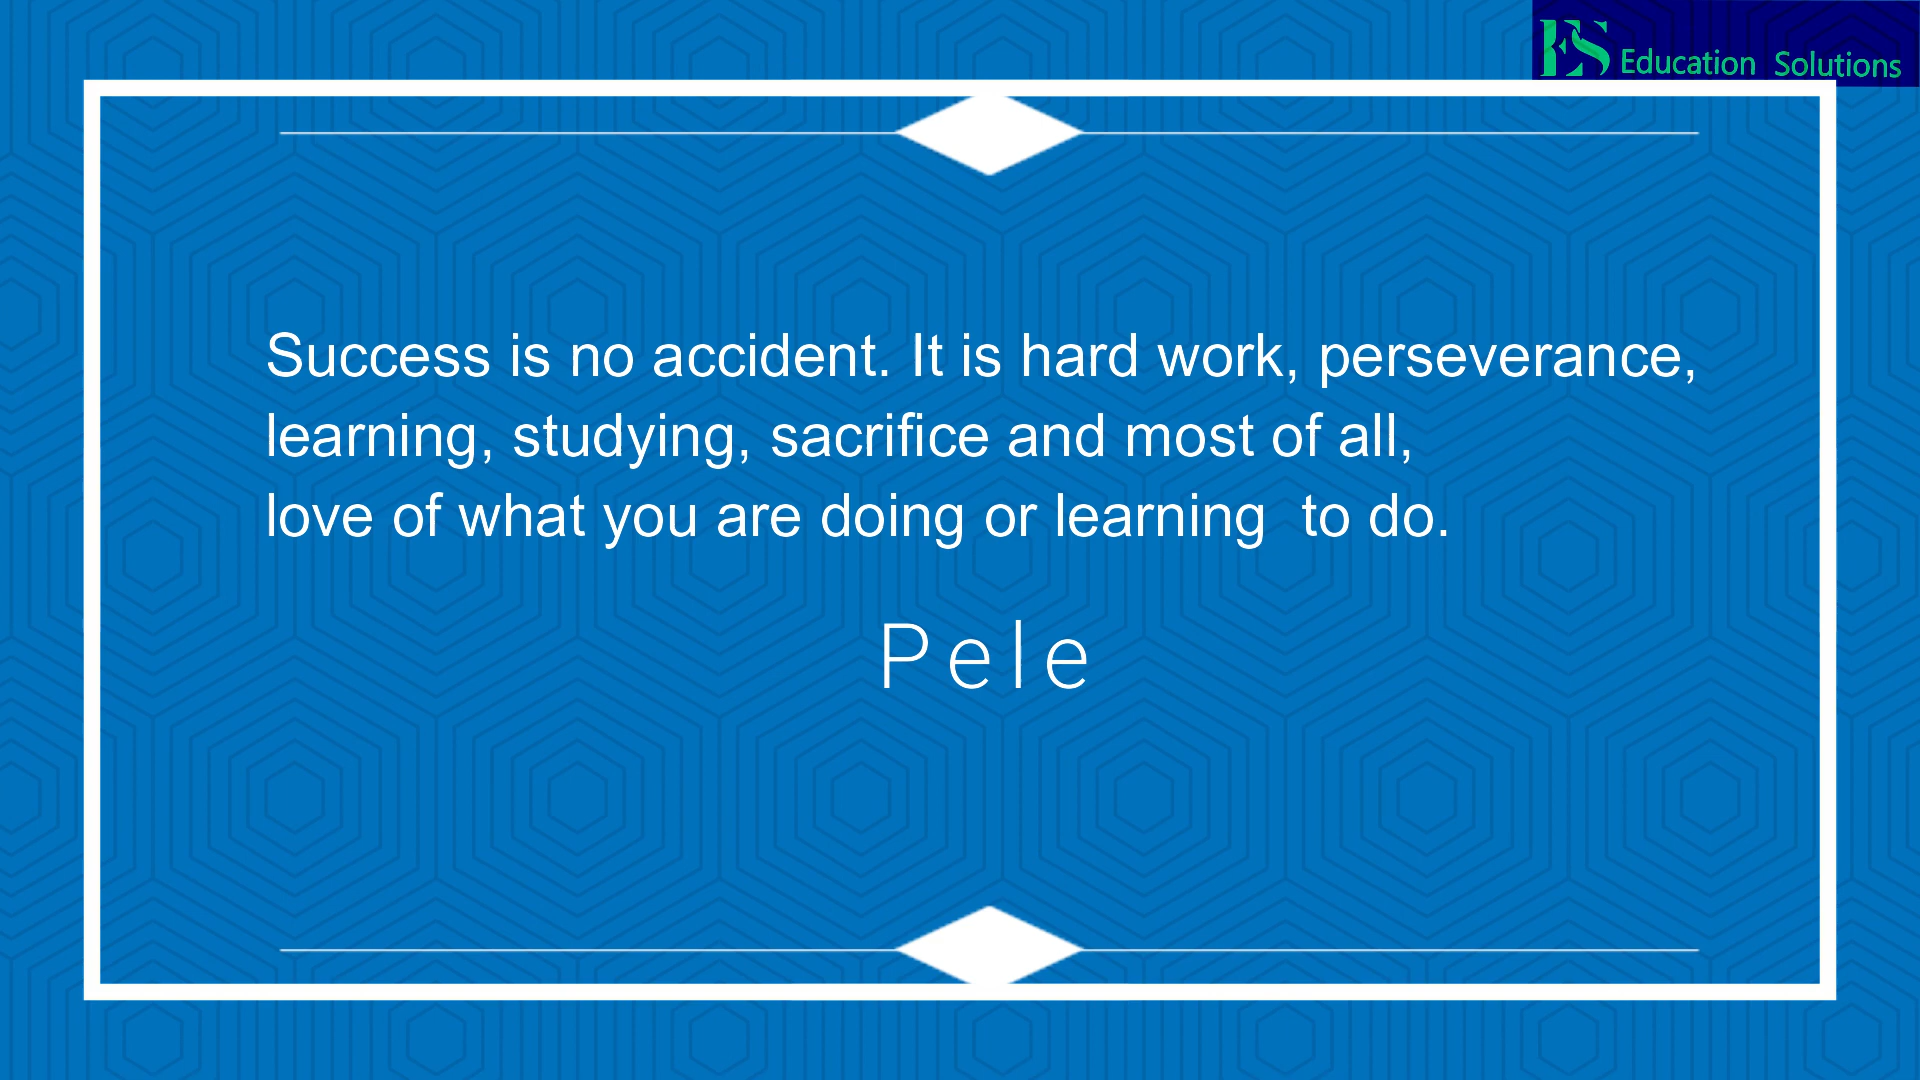 ES Education Solutions
Success is no accident. It is hard work, perseverance,
learning, studying, sacrifice and most of all,
love of what you are doing or learning  to do.
Pele